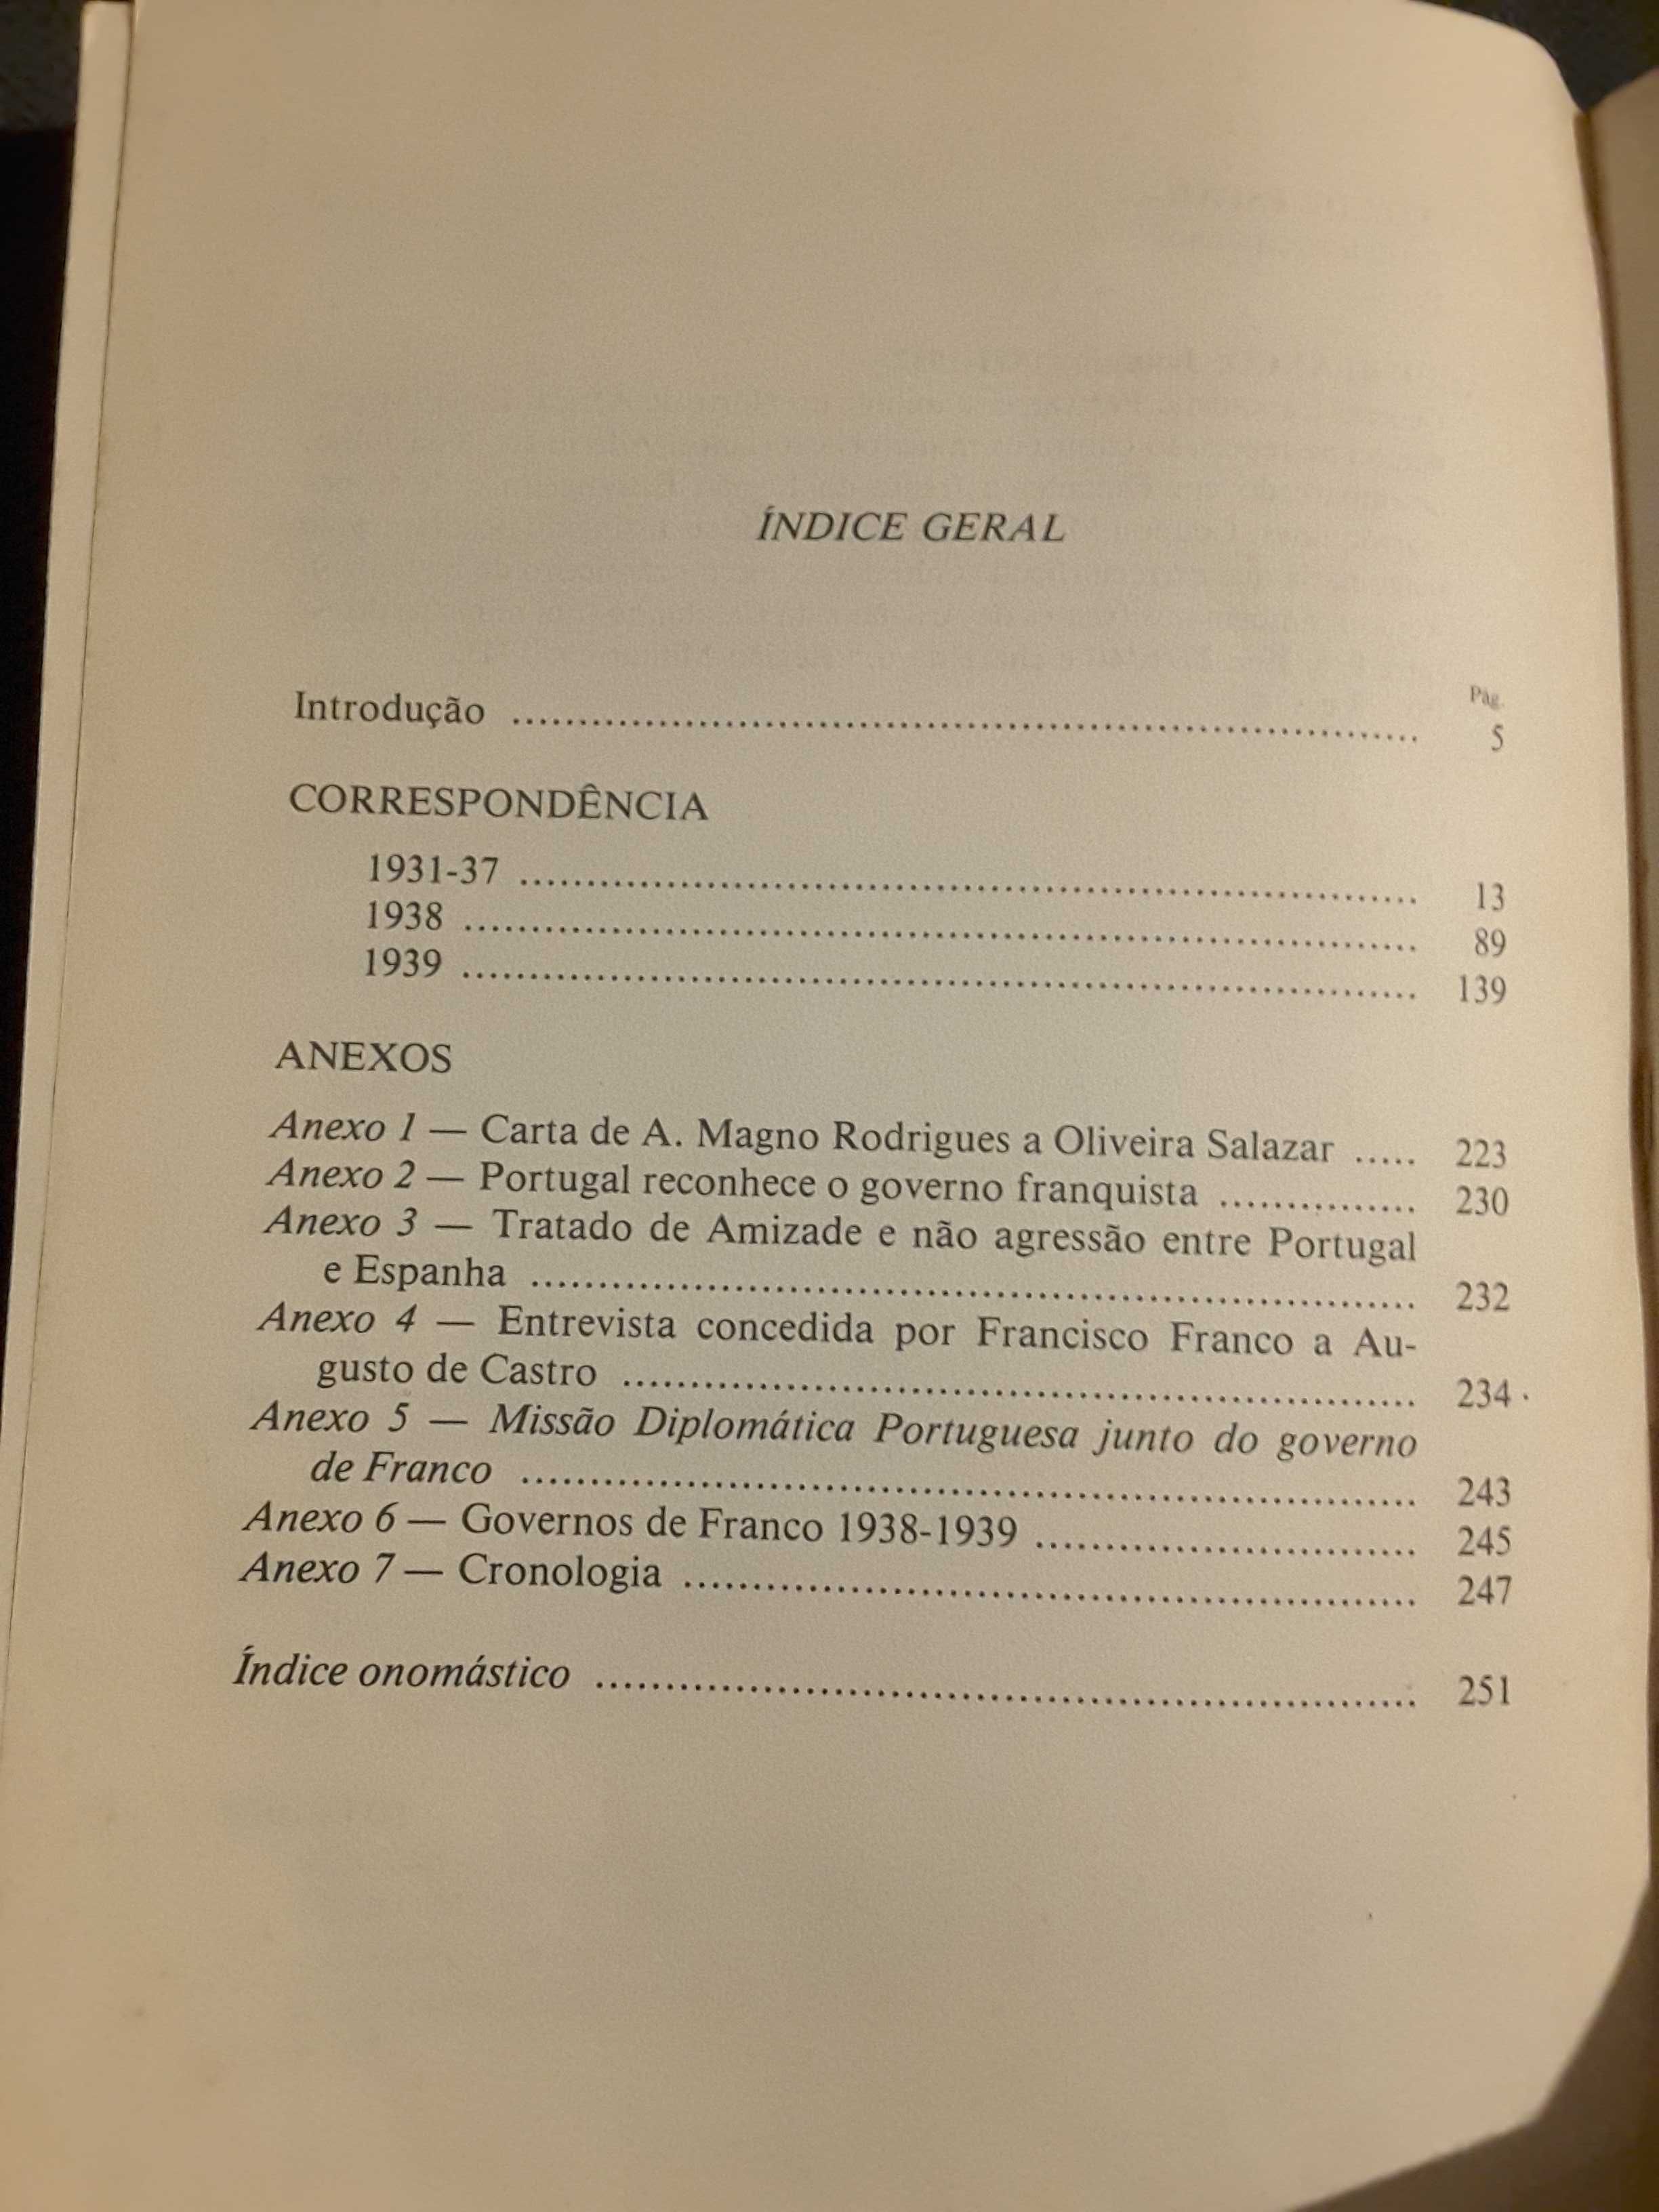 ÍNDICE GERAL
Pág.
Introdução ........................................ 5
CORRESPONDÊNCIA
1931-37 ........................................ 13
1938 ........................................ 89
1939 ........................................ 139
ANEXOS
Anexo 1 — Carta de A. Magno Rodrigues a Oliveira Salazar ..... 223
Anexo 2 — Portugal reconhece o governo franquista ............... 230
Anexo 3 — Tratado de Amizade e não agressão entre Portugal
e Espanha ........................................ 232
Anexo 4 — Entrevista concedida por Francisco Franco a Au-
gusto de Castro ........................................ 234
Anexo 5 — Missão Diplomática Portuguesa junto do governo
de Franco ........................................ 243
Anexo 6 — Governos de Franco 1938-1939 ............................ 245
Anexo 7 — Cronologia ........................................ 247
Índice onomástico ........................................ 251